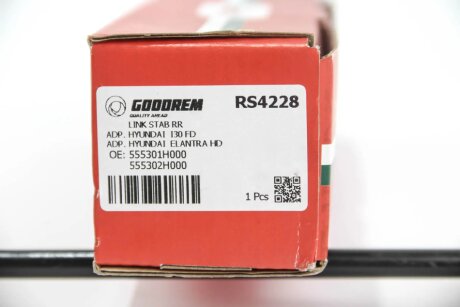 GODOREM
QUALITY AHEAD
RS4228
LINK STAB RR
ADP. HYUNDAI I30 FD
ADP. HYUNDAI ELANTRA HD
OE: 555301H000
555302H000
1 Pcs